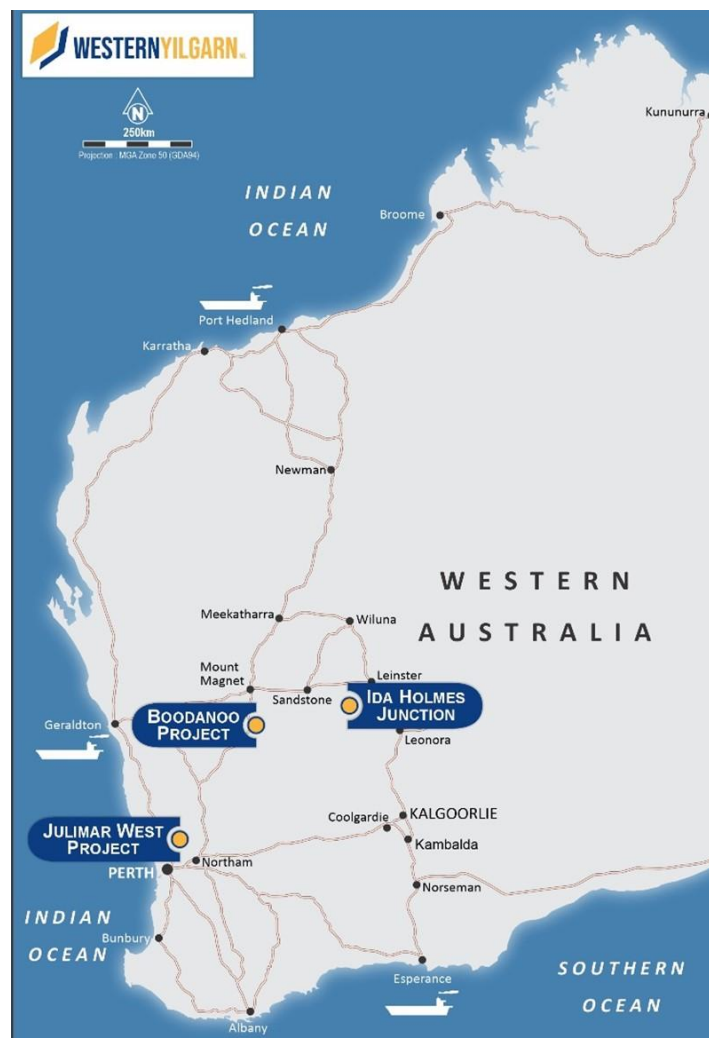 WESTERNYILGARN NL
N
250km
Projection : MGA Zone 50 (GDA94)
INDIAN
OCEAN
Kununurra
Broome
Port Hedland
Karratha
Newman
WESTERN
AUSTRALIA
Meekatharra
Wiluna
Mount
Magnet
Sandstone
Leinster
IDA HOLMES
JUNCTION
BOODANOO
PROJECT
Geraldton
Leonora
Coolgardie
KALGOORLIE
Kambalda
JULIMAR WEST
PROJECT
Northam
PERTH
Norseman
INDIAN
OCEAN
Bunbury
Esperance
SOUTHERN
OCEAN
Albany